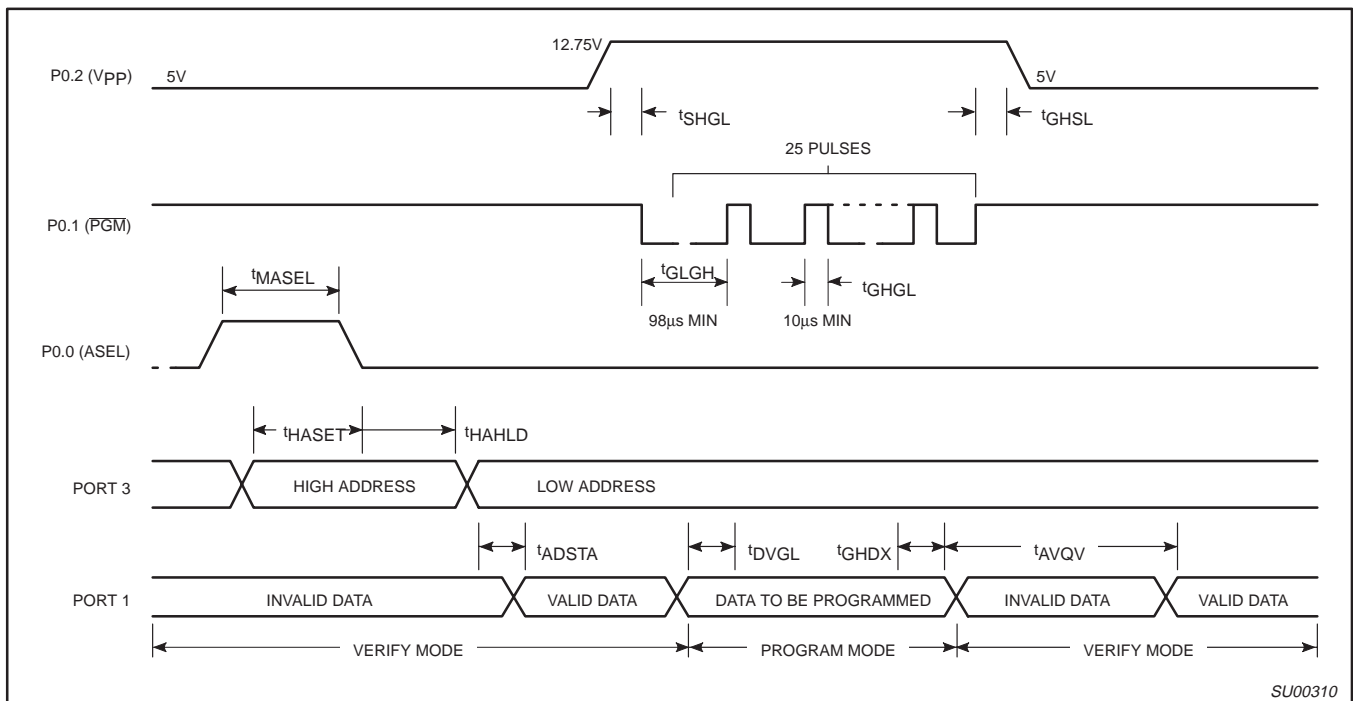 12.75V
P0.2 (VPP)
5V
5V
tSHGL
tGHSL
25 PULSES
P0.1 (P̅G̅M̅)
tMASEL
tGLGH
tGHGL
98µs MIN
10µs MIN
P0.0 (ASEL)
tHASET
tHAHLD
PORT 3
HIGH ADDRESS
LOW ADDRESS
tADSTA
tDVGL
tGHDX
tAVQV
PORT 1
INVALID DATA
VALID DATA
DATA TO BE PROGRAMMED
INVALID DATA
VALID DATA
VERIFY MODE
PROGRAM MODE
VERIFY MODE
SU00310